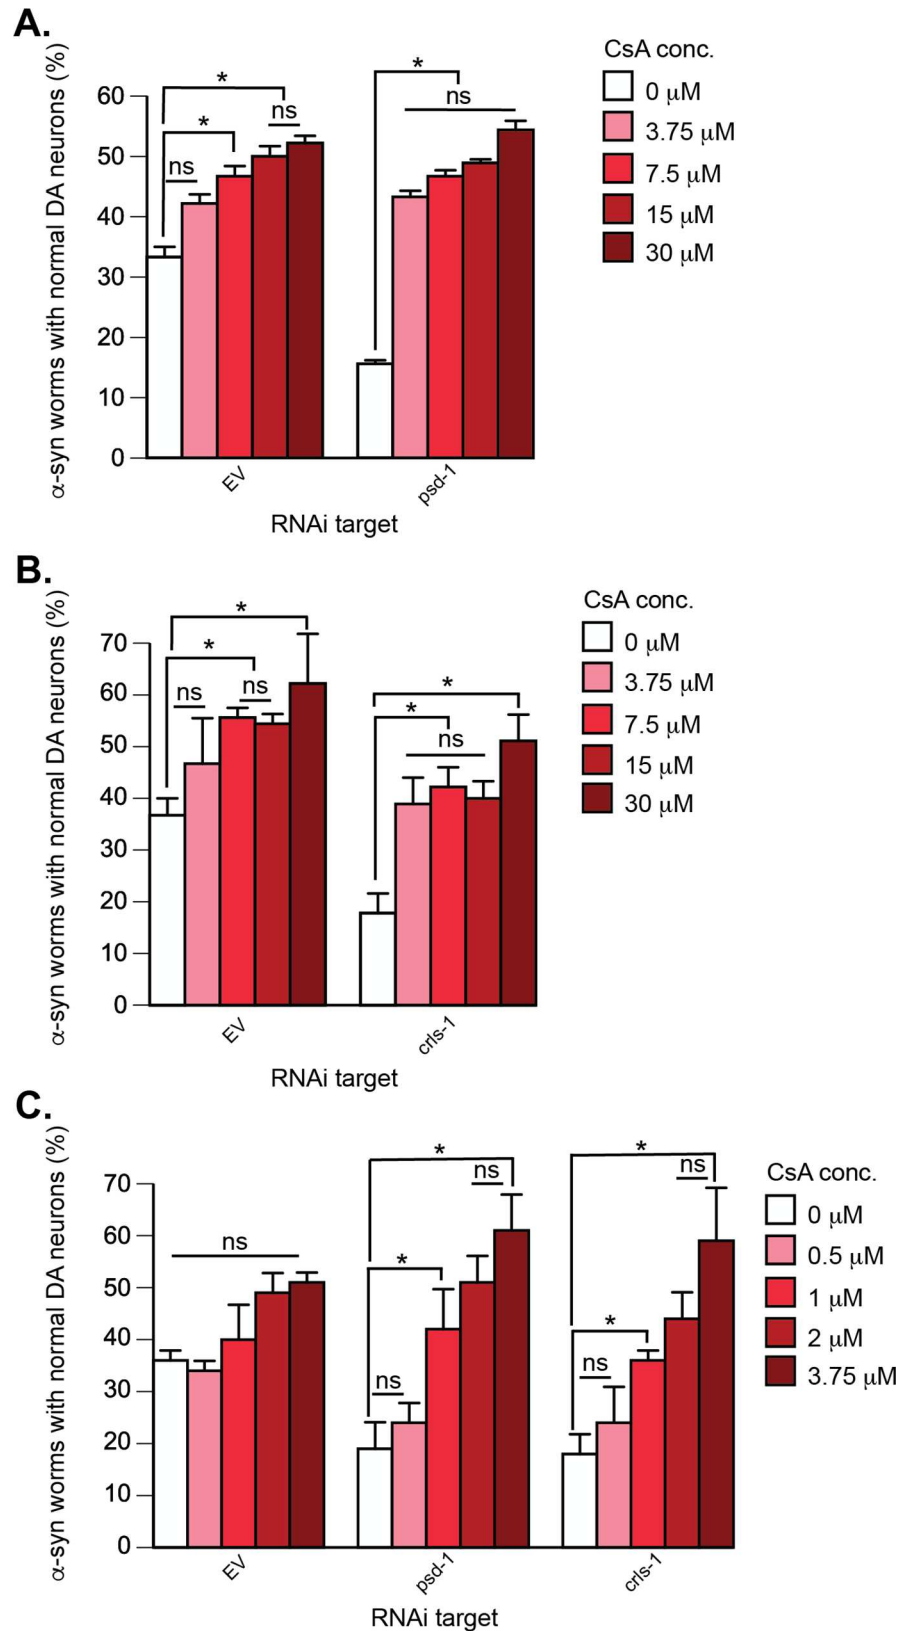 A.
α-syn worms with normal DA neurons (%)
60
50
40
30
20
10
0
ns
*
*
ns
*
ns
EV
psd-1
RNAi target
CsA conc.
0 μM
3.75 μM
7.5 μM
15 μM
30 μM
B.
α-syn worms with normal DA neurons (%)
70
60
50
40
30
20
10
0
*
*
ns
ns
*
*
ns
EV
crls-1
RNAi target
CsA conc.
0 μM
3.75 μM
7.5 μM
15 μM
30 μM
C.
α-syn worms with normal DA neurons (%)
70
60
50
40
30
20
10
0
ns
*
ns
*
ns
*
ns
*
ns
EV
psd-1
crls-1
RNAi target
CsA conc.
0 μM
0.5 μM
1 μM
2 μM
3.75 μM